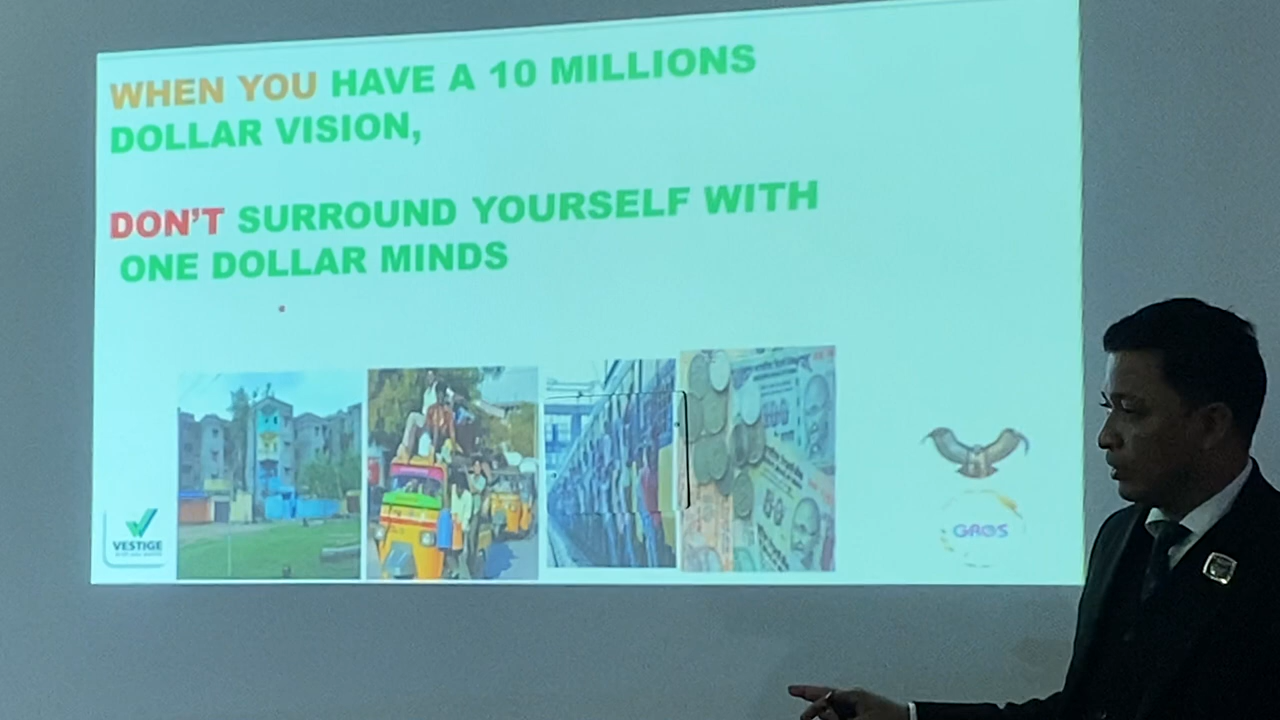 WHEN YOU HAVE A 10 MILLIONS
DOLLAR VISION,
DON'T SURROUND YOURSELF WITH
ONE DOLLAR MINDS
VESTIGE
GROS